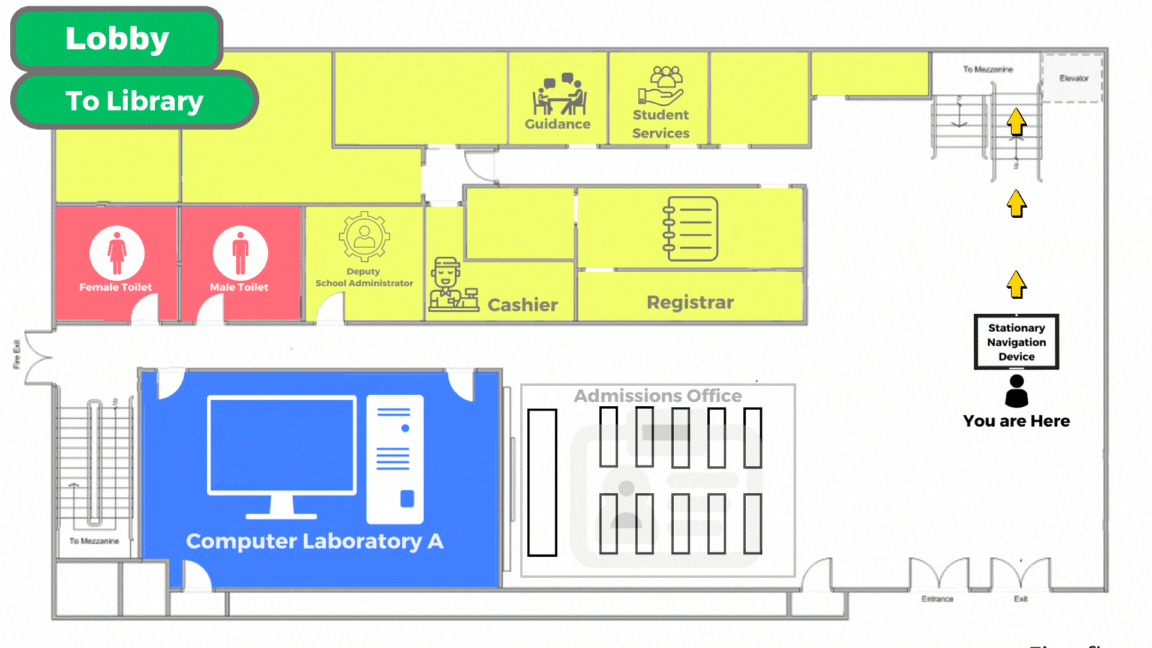 Lobby
To Library
To Mezzanine
Elevator
Guidance
Student
Services
Female Toilet
Male Toilet
Deputy
School Administrator
Cashier
Registrar
Stationary
Navigation
Device
You are Here
Fire Exit
Admissions Office
Computer Laboratory A
To Mezzanine
Entrance
Exit